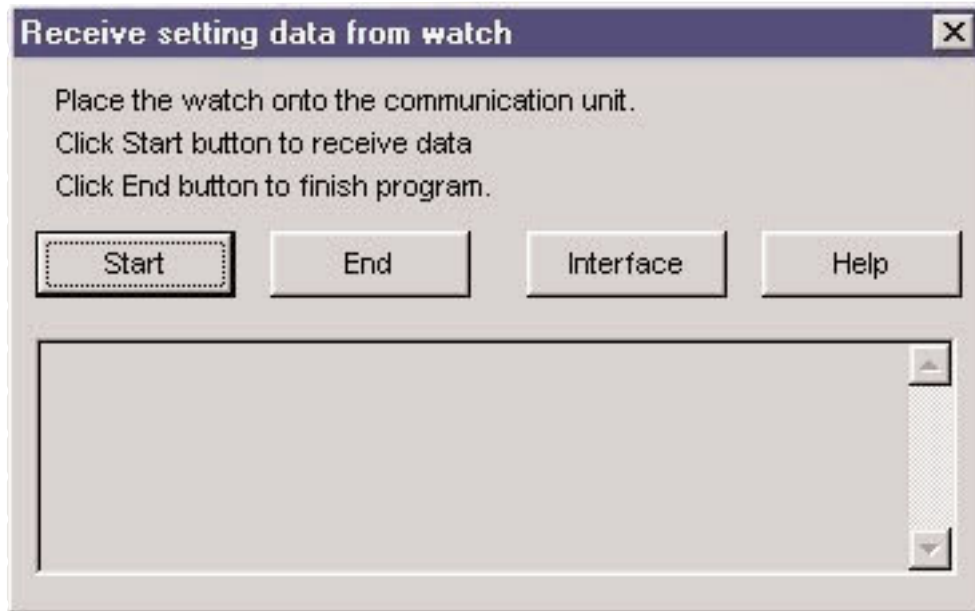 Receive setting data from watch
Place the watch onto the communication unit.
Click Start button to receive data
Click End button to finish program.
Start End Interface Help